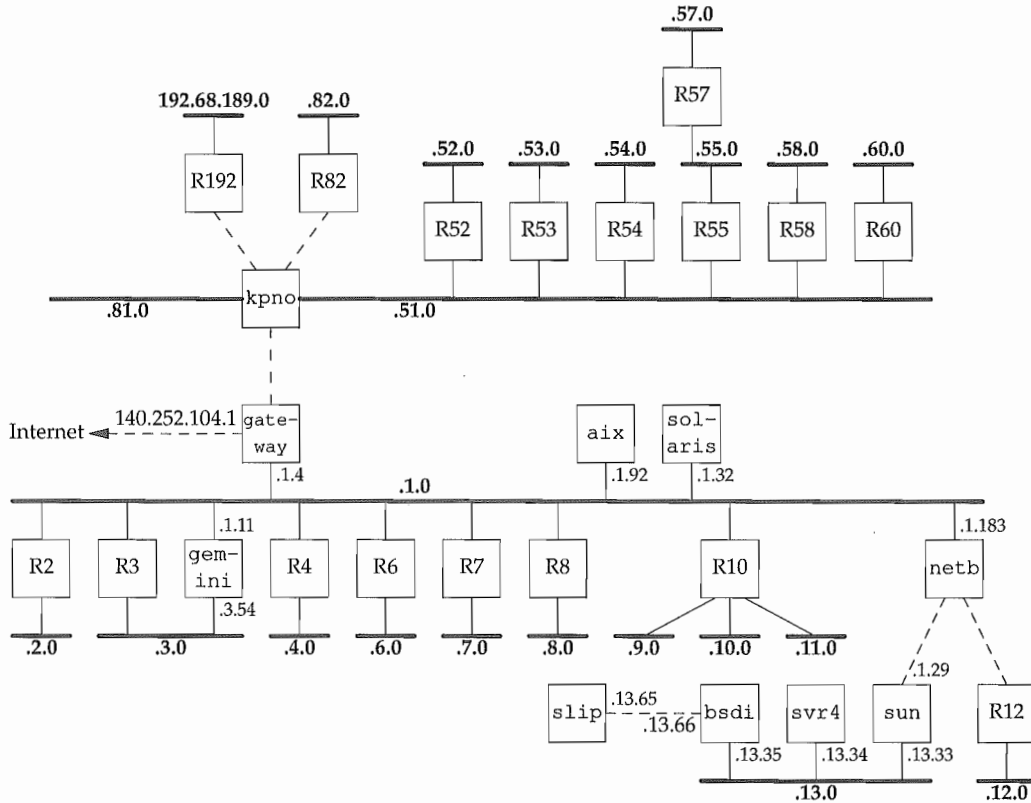 .57.0
R57
192.68.189.0
.82.0
.52.0
.53.0
.54.0
.55.0
.58.0
.60.0
R192
R82
R52
R53
R54
R55
R58
R60
kpno
.81.0
.51.0
Internet
140.252.104.1
gate-
way
aix
sol-
aris
.1.4
.1.92
.1.32
.1.0
.1.11
.1.183
R2
R3
gem-
ini
R4
R6
R7
R8
R10
netb
.3.54
.2.0
.3.0
.4.0
.6.0
.7.0
.8.0
.9.0
.10.0
.11.0
.1.29
slip
.13.65
.13.66
bsdi
svr4
sun
R12
.13.35
.13.34
.13.33
.13.0
.12.0